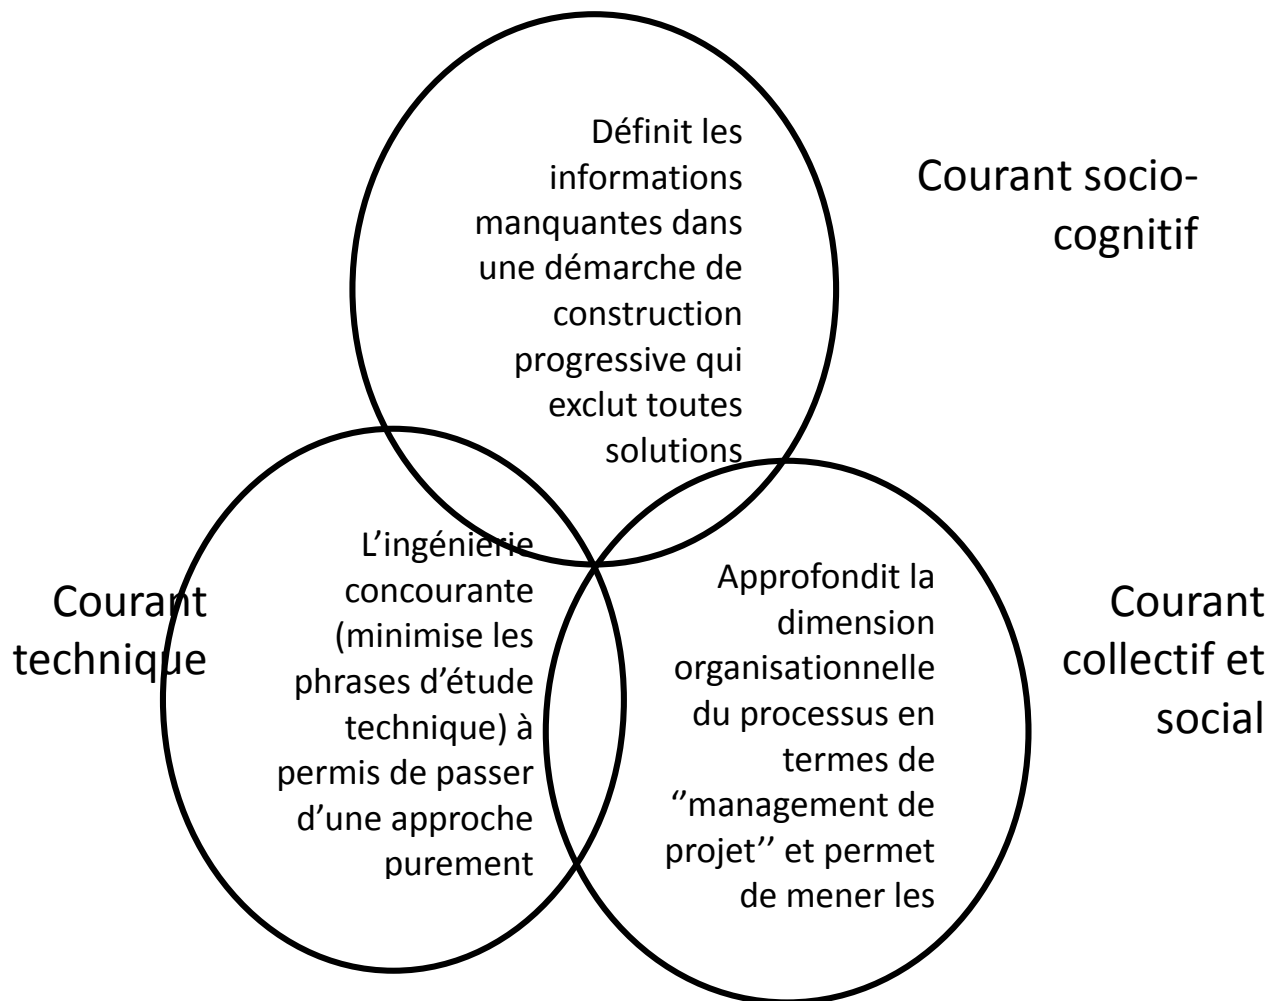 Définit les
informations
manquantes dans
une démarche de
construction
progressive qui
exclut toutes
solutions
Courant socio-
cognitif
Courant
technique
L’ingénierie
concourante
(minimise les
phrases d’étude
technique) à
permis de passer
d’une approche
purement
Approfondit la
dimension
organisationnelle
du processus en
termes de
‘’management de
projet’’ et permet
de mener les
Courant
collectif et
social